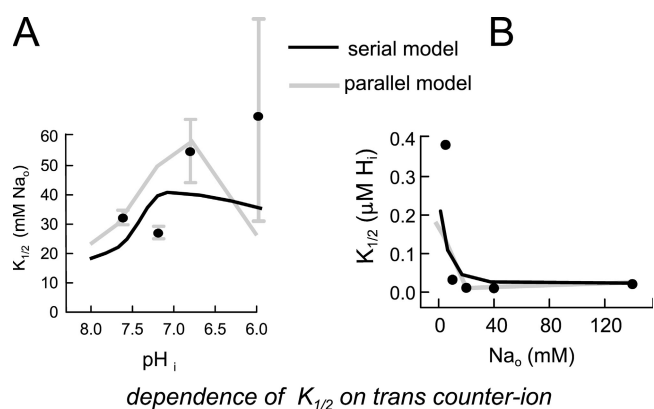 A
B
serial model
parallel model
K1/2 (mM Nao)
60
50
40
30
20
10
0
8.0 7.5 7.0 6.5 6.0
pH i
K1/2 (μM Hi)
0.4
0.3
0.2
0.1
0.0
0 40 80 120
Nao (mM)
dependence of K1/2 on trans counter-ion